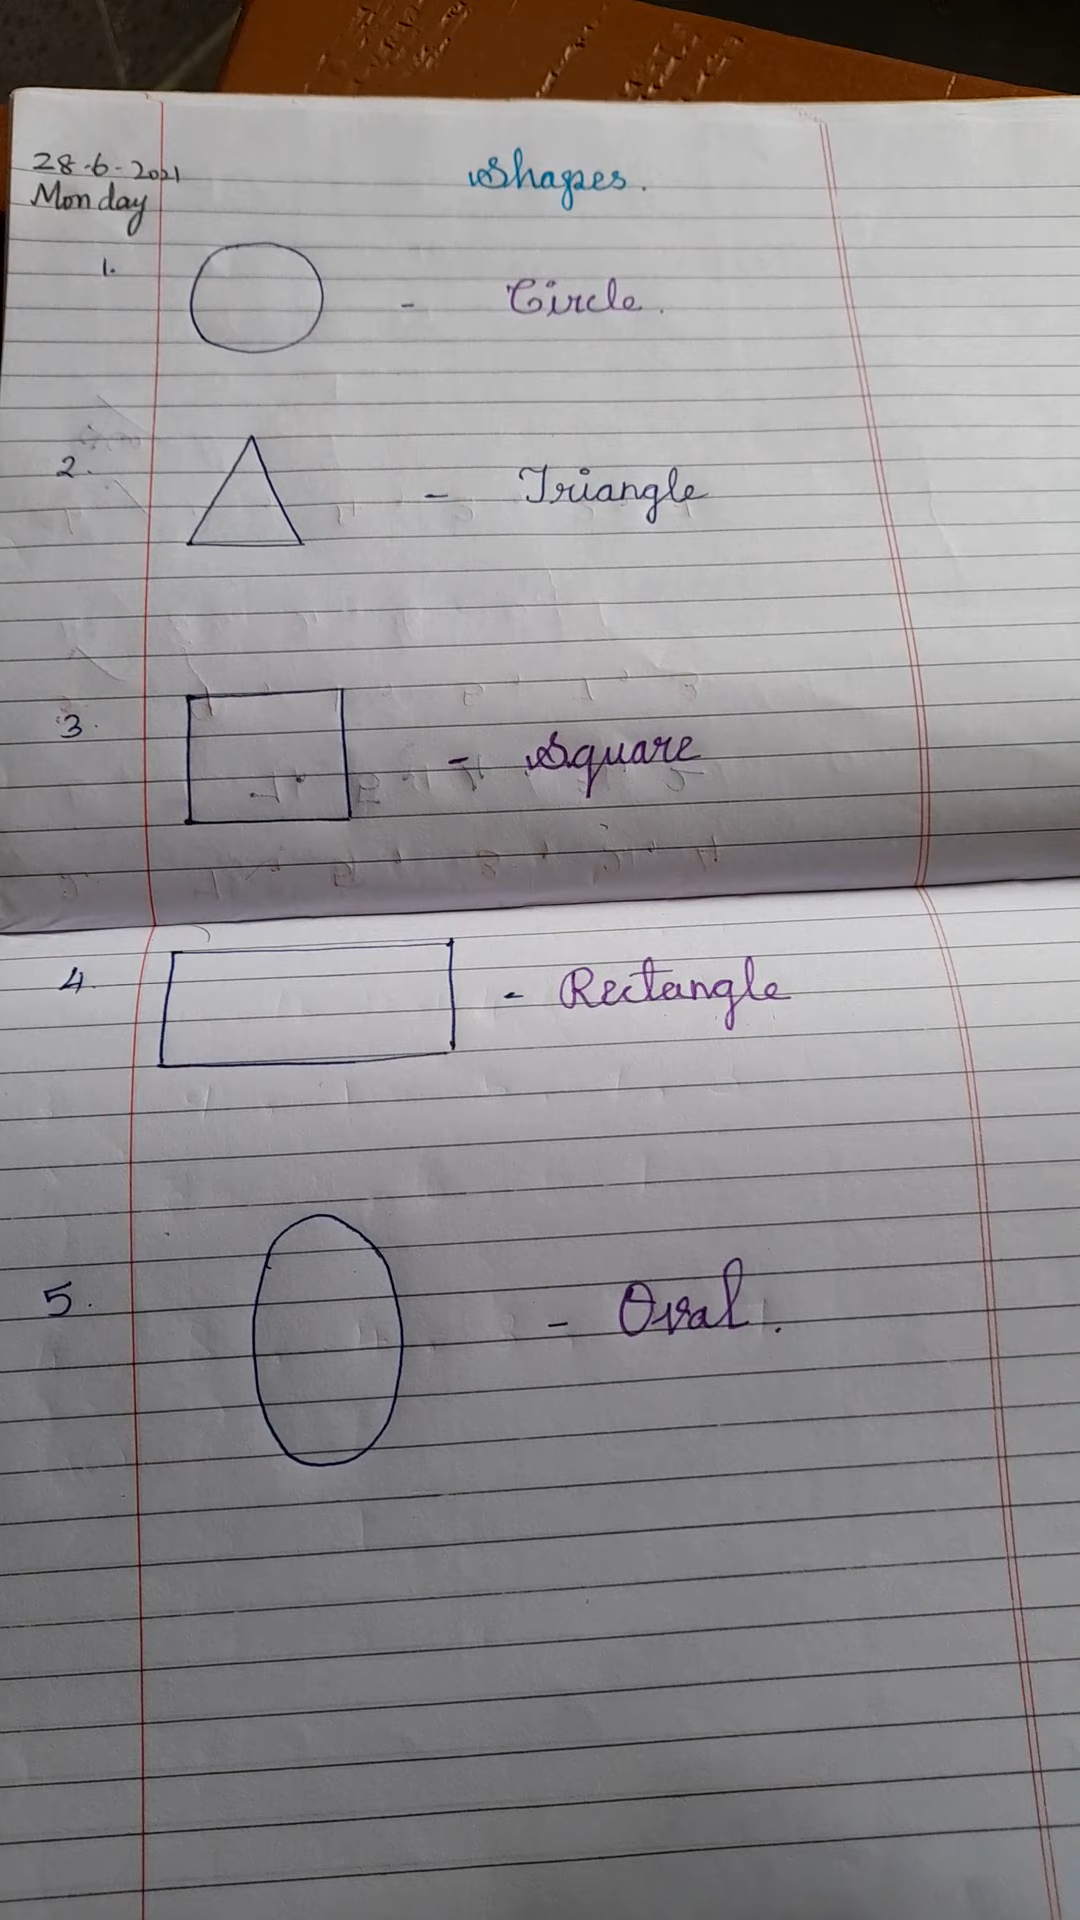 28-6-2021
Monday
Shapes.
1. - Circle.
2. - Triangle
3. - Square
4. - Rectangle
5. - Oval.